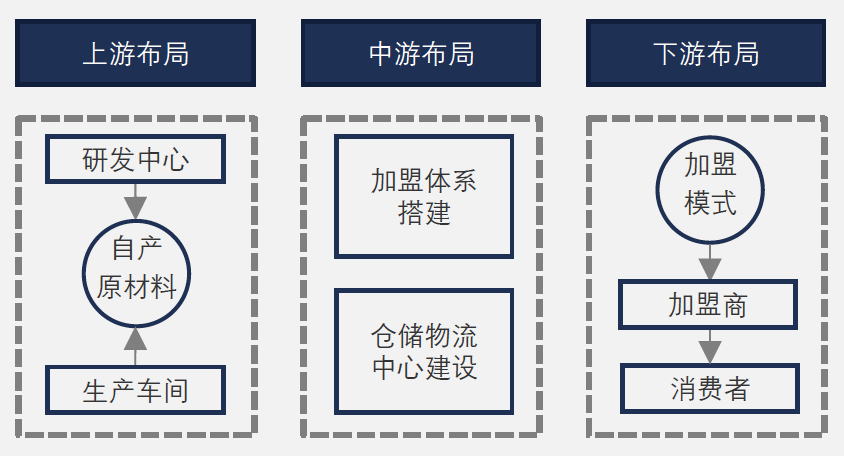 上游布局
中游布局
下游布局
研发中心
自产
原材料
生产车间
加盟体系
搭建
仓储物流
中心建设
加盟
模式
加盟商
消费者